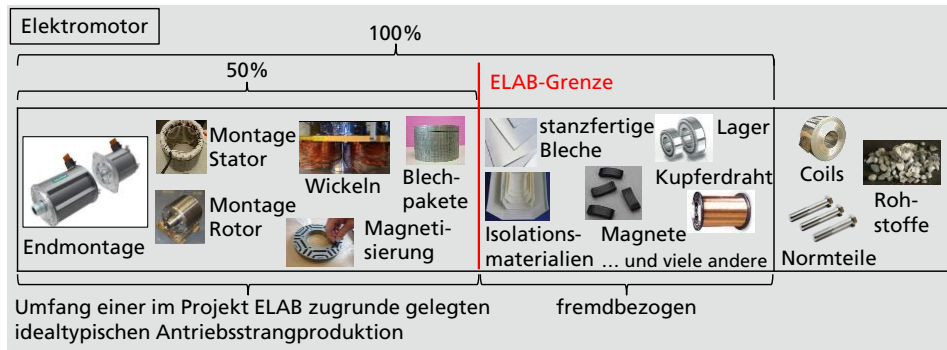 Elektromotor
100%
50%
ELAB-Grenze
Endmontage
Montage
Stator
Montage
Rotor
Wickeln
Magneti-
sierung
Blech-
pakete
stanzfertige
Bleche
Lager
Kupferdraht
Isolations-
materialien
Magnete
... und viele andere
Coils
Roh-
stoffe
Normteile
Umfang einer im Projekt ELAB zugrunde gelegten
idealtypischen Antriebsstrangproduktion
fremdbezogen